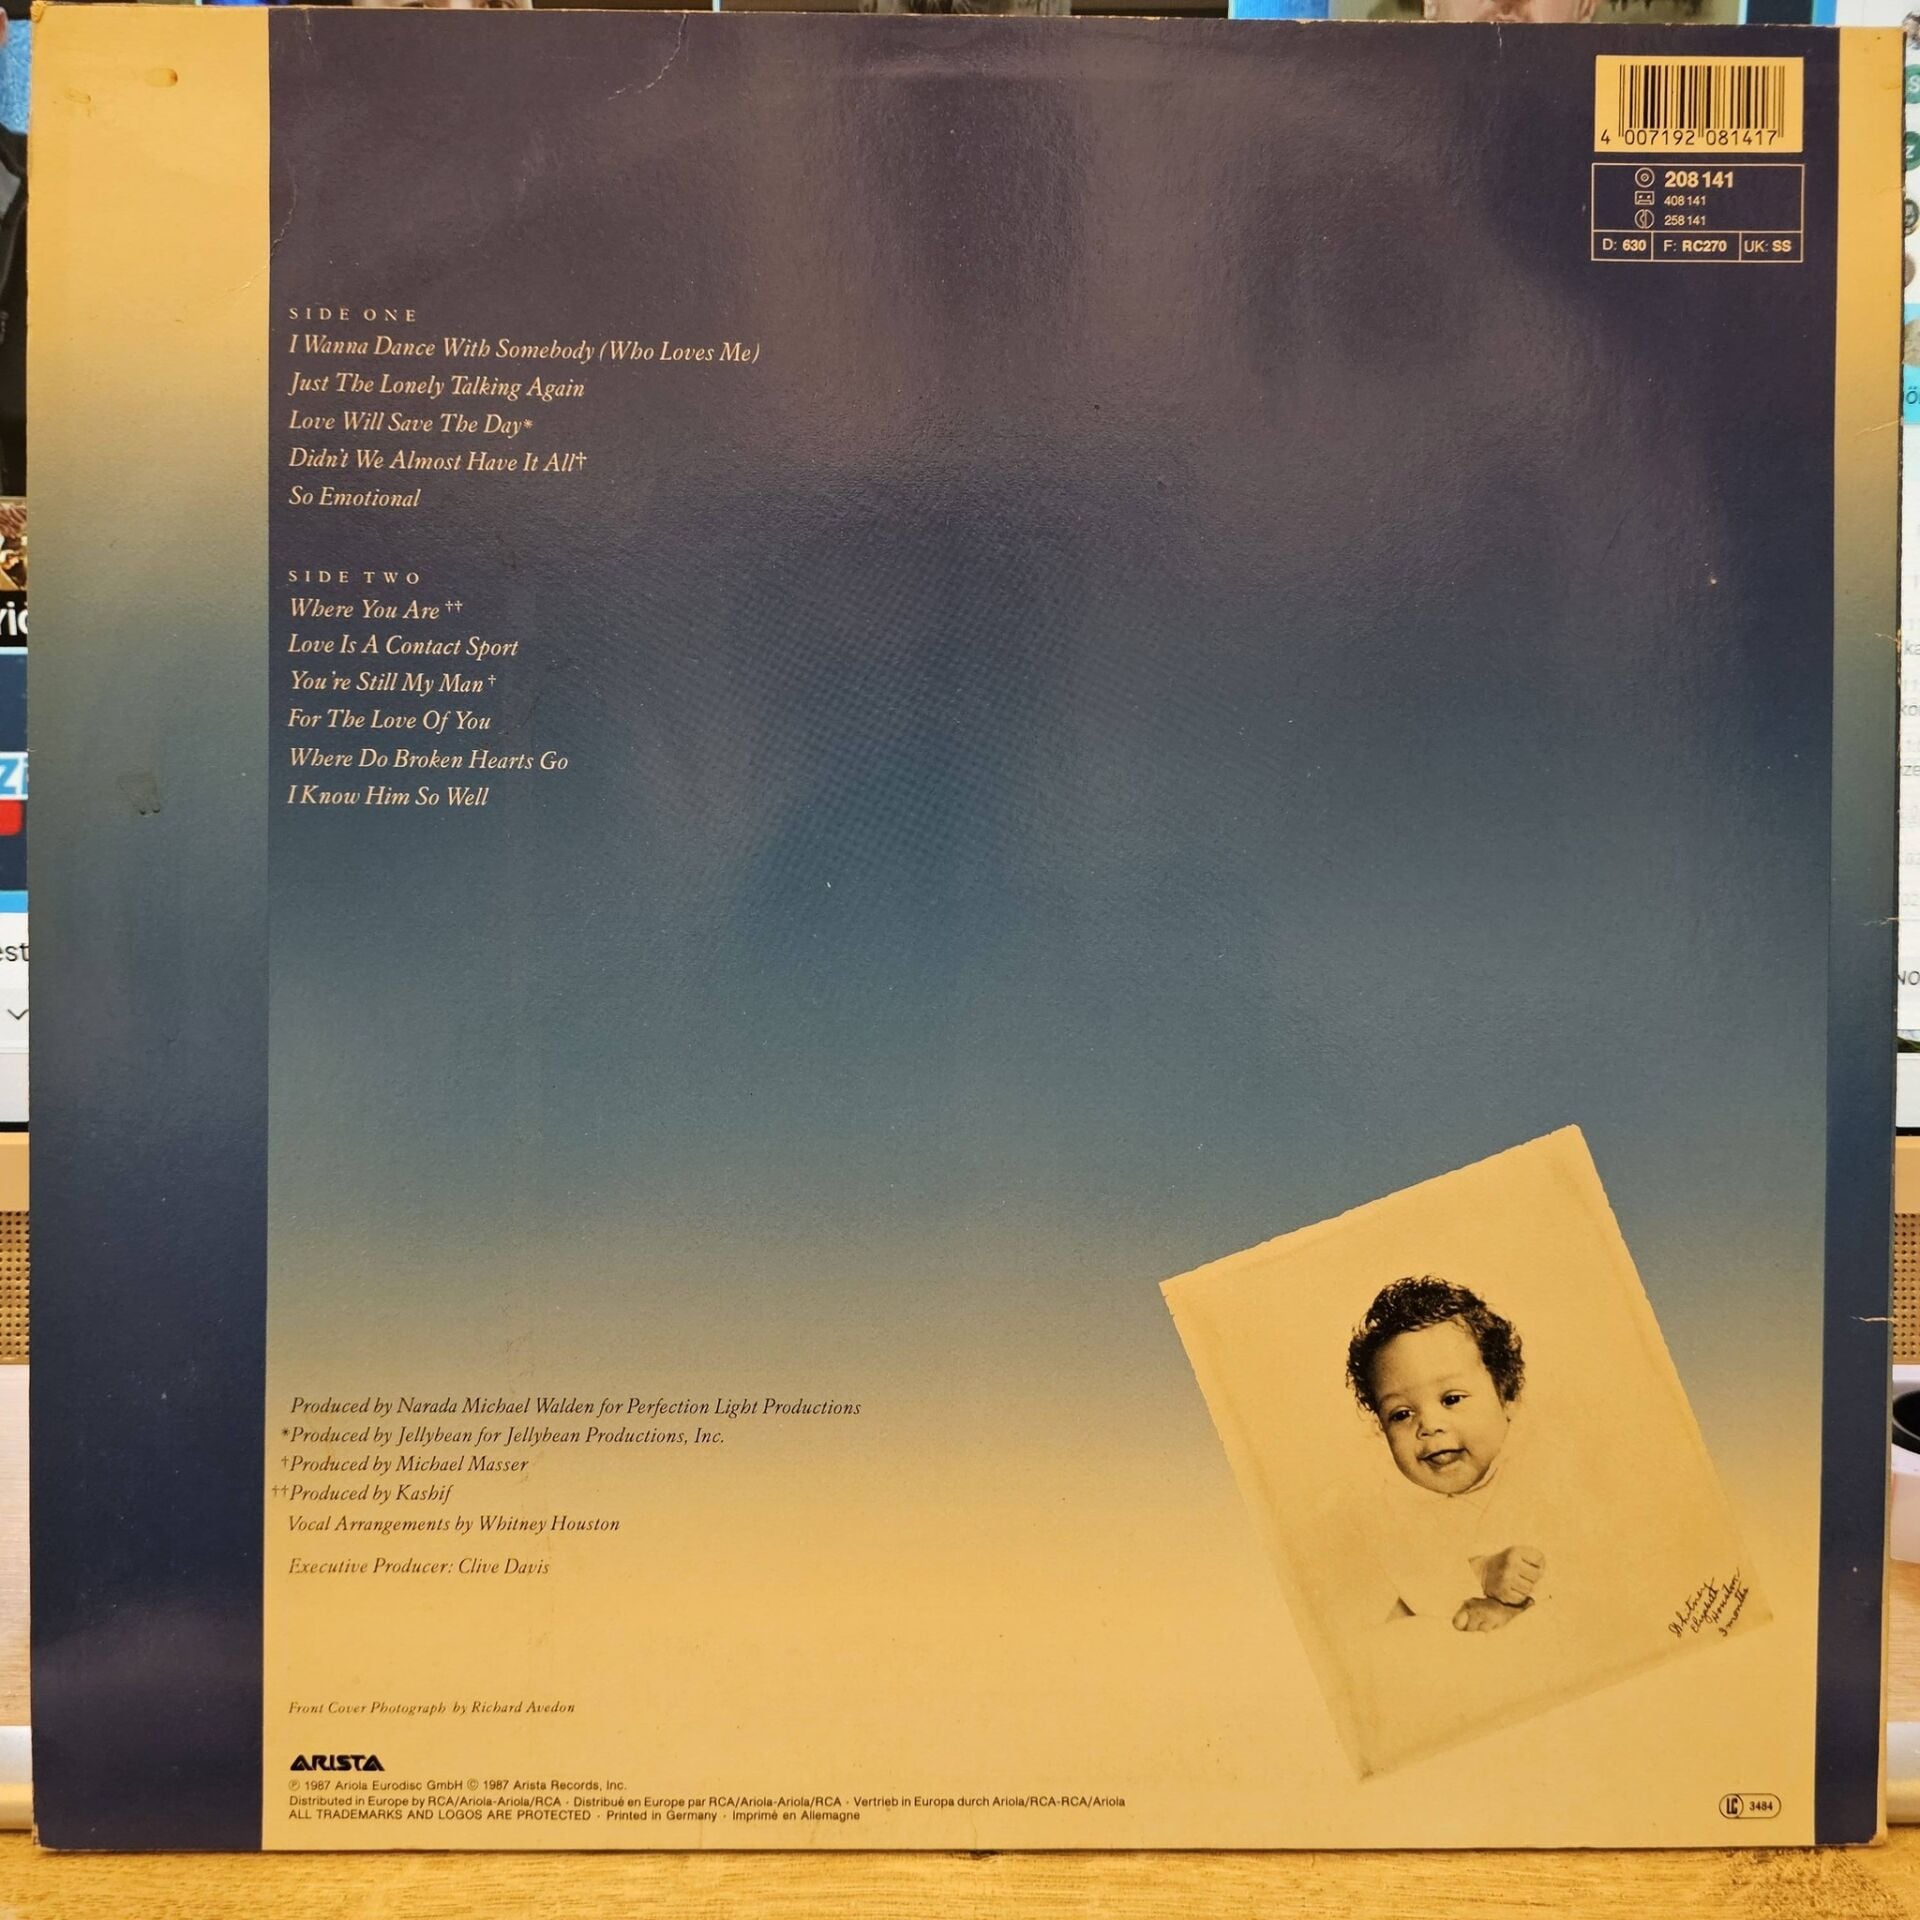 4 007192 081417
208 141
408 141
258 141
D: 630 F: RC270 UK: SS
SIDE ONE
I Wanna Dance With Somebody (Who Loves Me)
Just The Lonely Talking Again
Love Will Save The Day*
Didn't We Almost Have It All†
So Emotional
SIDE TWO
Where You Are ††
Love Is A Contact Sport
You're Still My Man †
For The Love Of You
Where Do Broken Hearts Go
I Know Him So Well
Produced by Narada Michael Walden for Perfection Light Productions
*Produced by Jellybean for Jellybean Productions, Inc.
†Produced by Michael Masser
††Produced by Kashif
Vocal Arrangements by Whitney Houston
Executive Producer: Clive Davis
Whitney
Elizabeth
Houston
Front Cover Photograph by Richard Avedon
ARISTA
℗ 1987 Ariola Eurodisc GmbH © 1987 Arista Records, Inc.
Distributed in Europe by RCA/Ariola-Ariola/RCA · Distribué en Europe par RCA/Ariola-Ariola/RCA · Vertrieb in Europa durch Ariola/RCA-RCA/Ariola
ALL TRADEMARKS AND LOGOS ARE PROTECTED · Printed in Germany · Imprimé en Allemagne
LC 3484